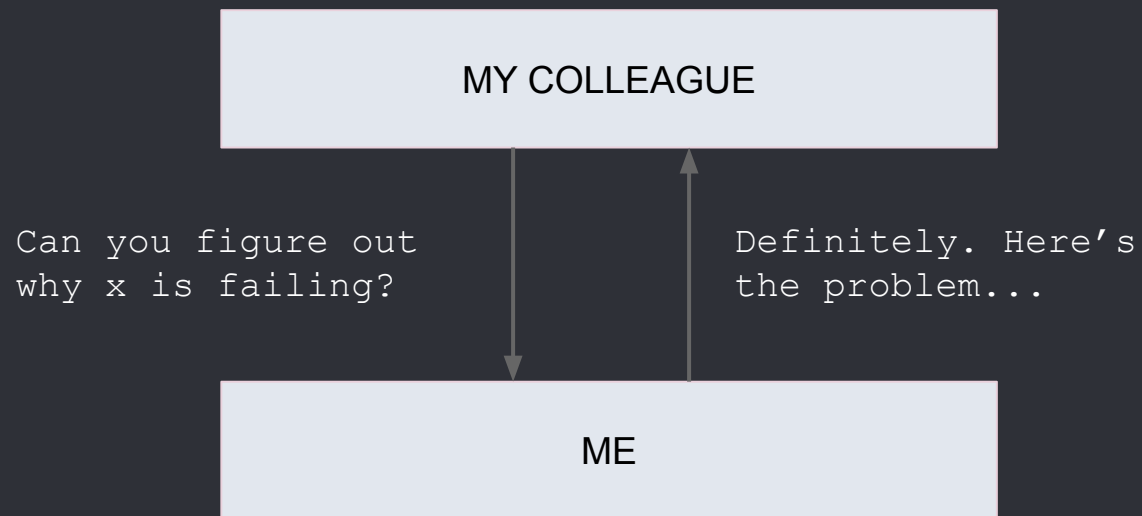 MY COLLEAGUE
Can you figure out
why x is failing?
Definitely. Here’s
the problem...
ME